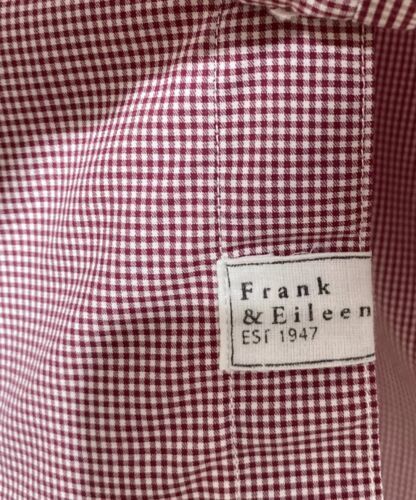 Frank
& Eileen
EST 1947